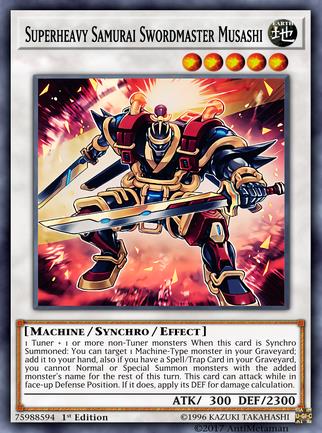 Superheavy Samurai Swordmaster Musashi
EARTH
地
[Machine / Synchro / Effect]
1 Tuner + 1 or more non-Tuner monsters When this card is Synchro
Summoned: You can target 1 Machine-Type monster in your Graveyard;
add it to your hand, also if you have a Spell/Trap Card in your Graveyard,
you cannot Normal or Special Summon monsters with the added
monster's name for the rest of this turn. This card can attack while in
face-up Defense Position. If it does, apply its DEF for damage calculation.
ATK/ 300 DEF/2300
75988594 1st Edition ©1996 KAZUKI TAKAHASHI
©2017 AntiMetaman